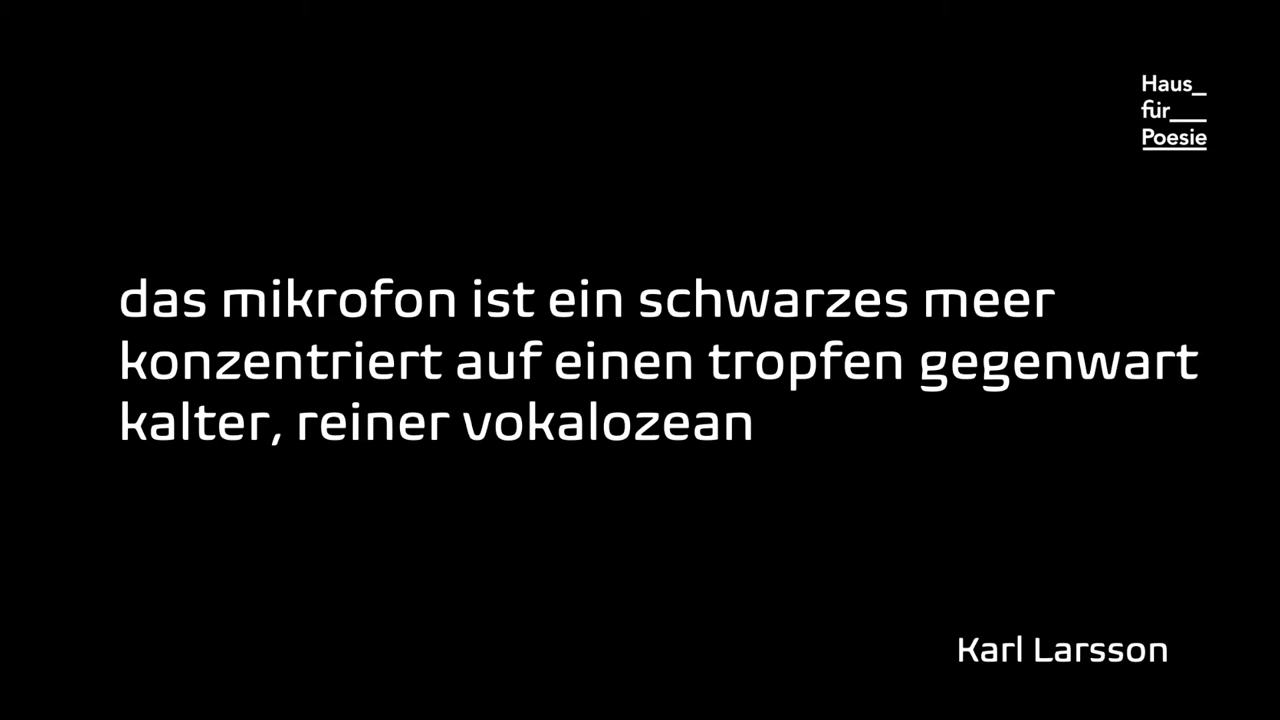 Haus_
für___
Poesie
das mikrofon ist ein schwarzes meer
konzentriert auf einen tropfen gegenwart
kalter, reiner vokalozean
Karl Larsson